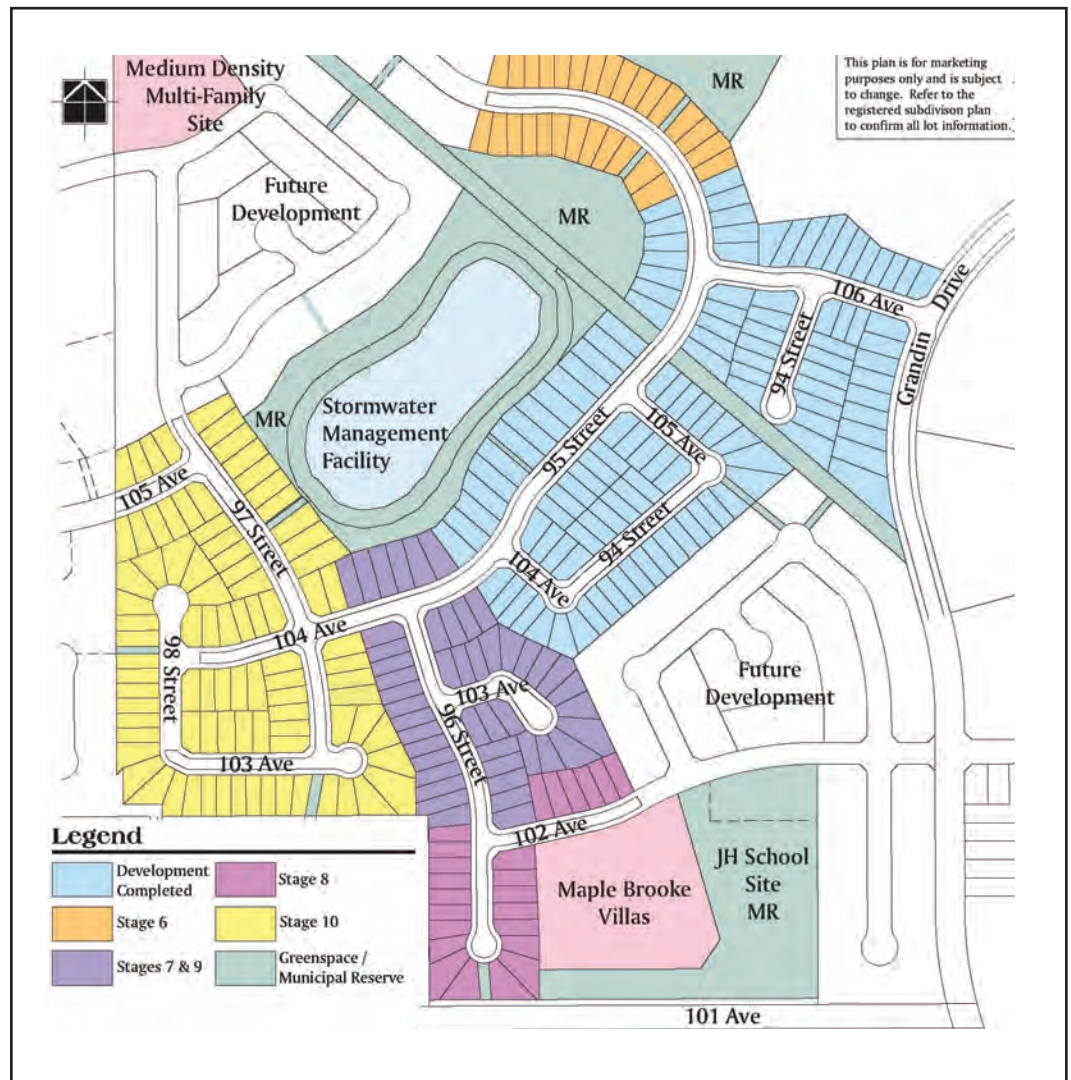 Medium Density
Multi-Family
Site
MR
This plan is for marketing
purposes only and is subject
to change. Refer to the
registered subdivison plan
to confirm all lot information.
Future
Development
MR
106 Ave
Grandin Drive
94 Street
MR
Stormwater
Management
Facility
95 Street
105 Ave
105 Ave
97 Street
94 Street
104 Ave
104 Ave
98 Street
103 Ave
96 Street
Future
Development
103 Ave
102 Ave
Legend
Development
Completed
Stage 8
Stage 6
Stage 10
Stages 7 & 9
Greenspace /
Municipal Reserve
Maple Brooke
Villas
JH School
Site
MR
101 Ave